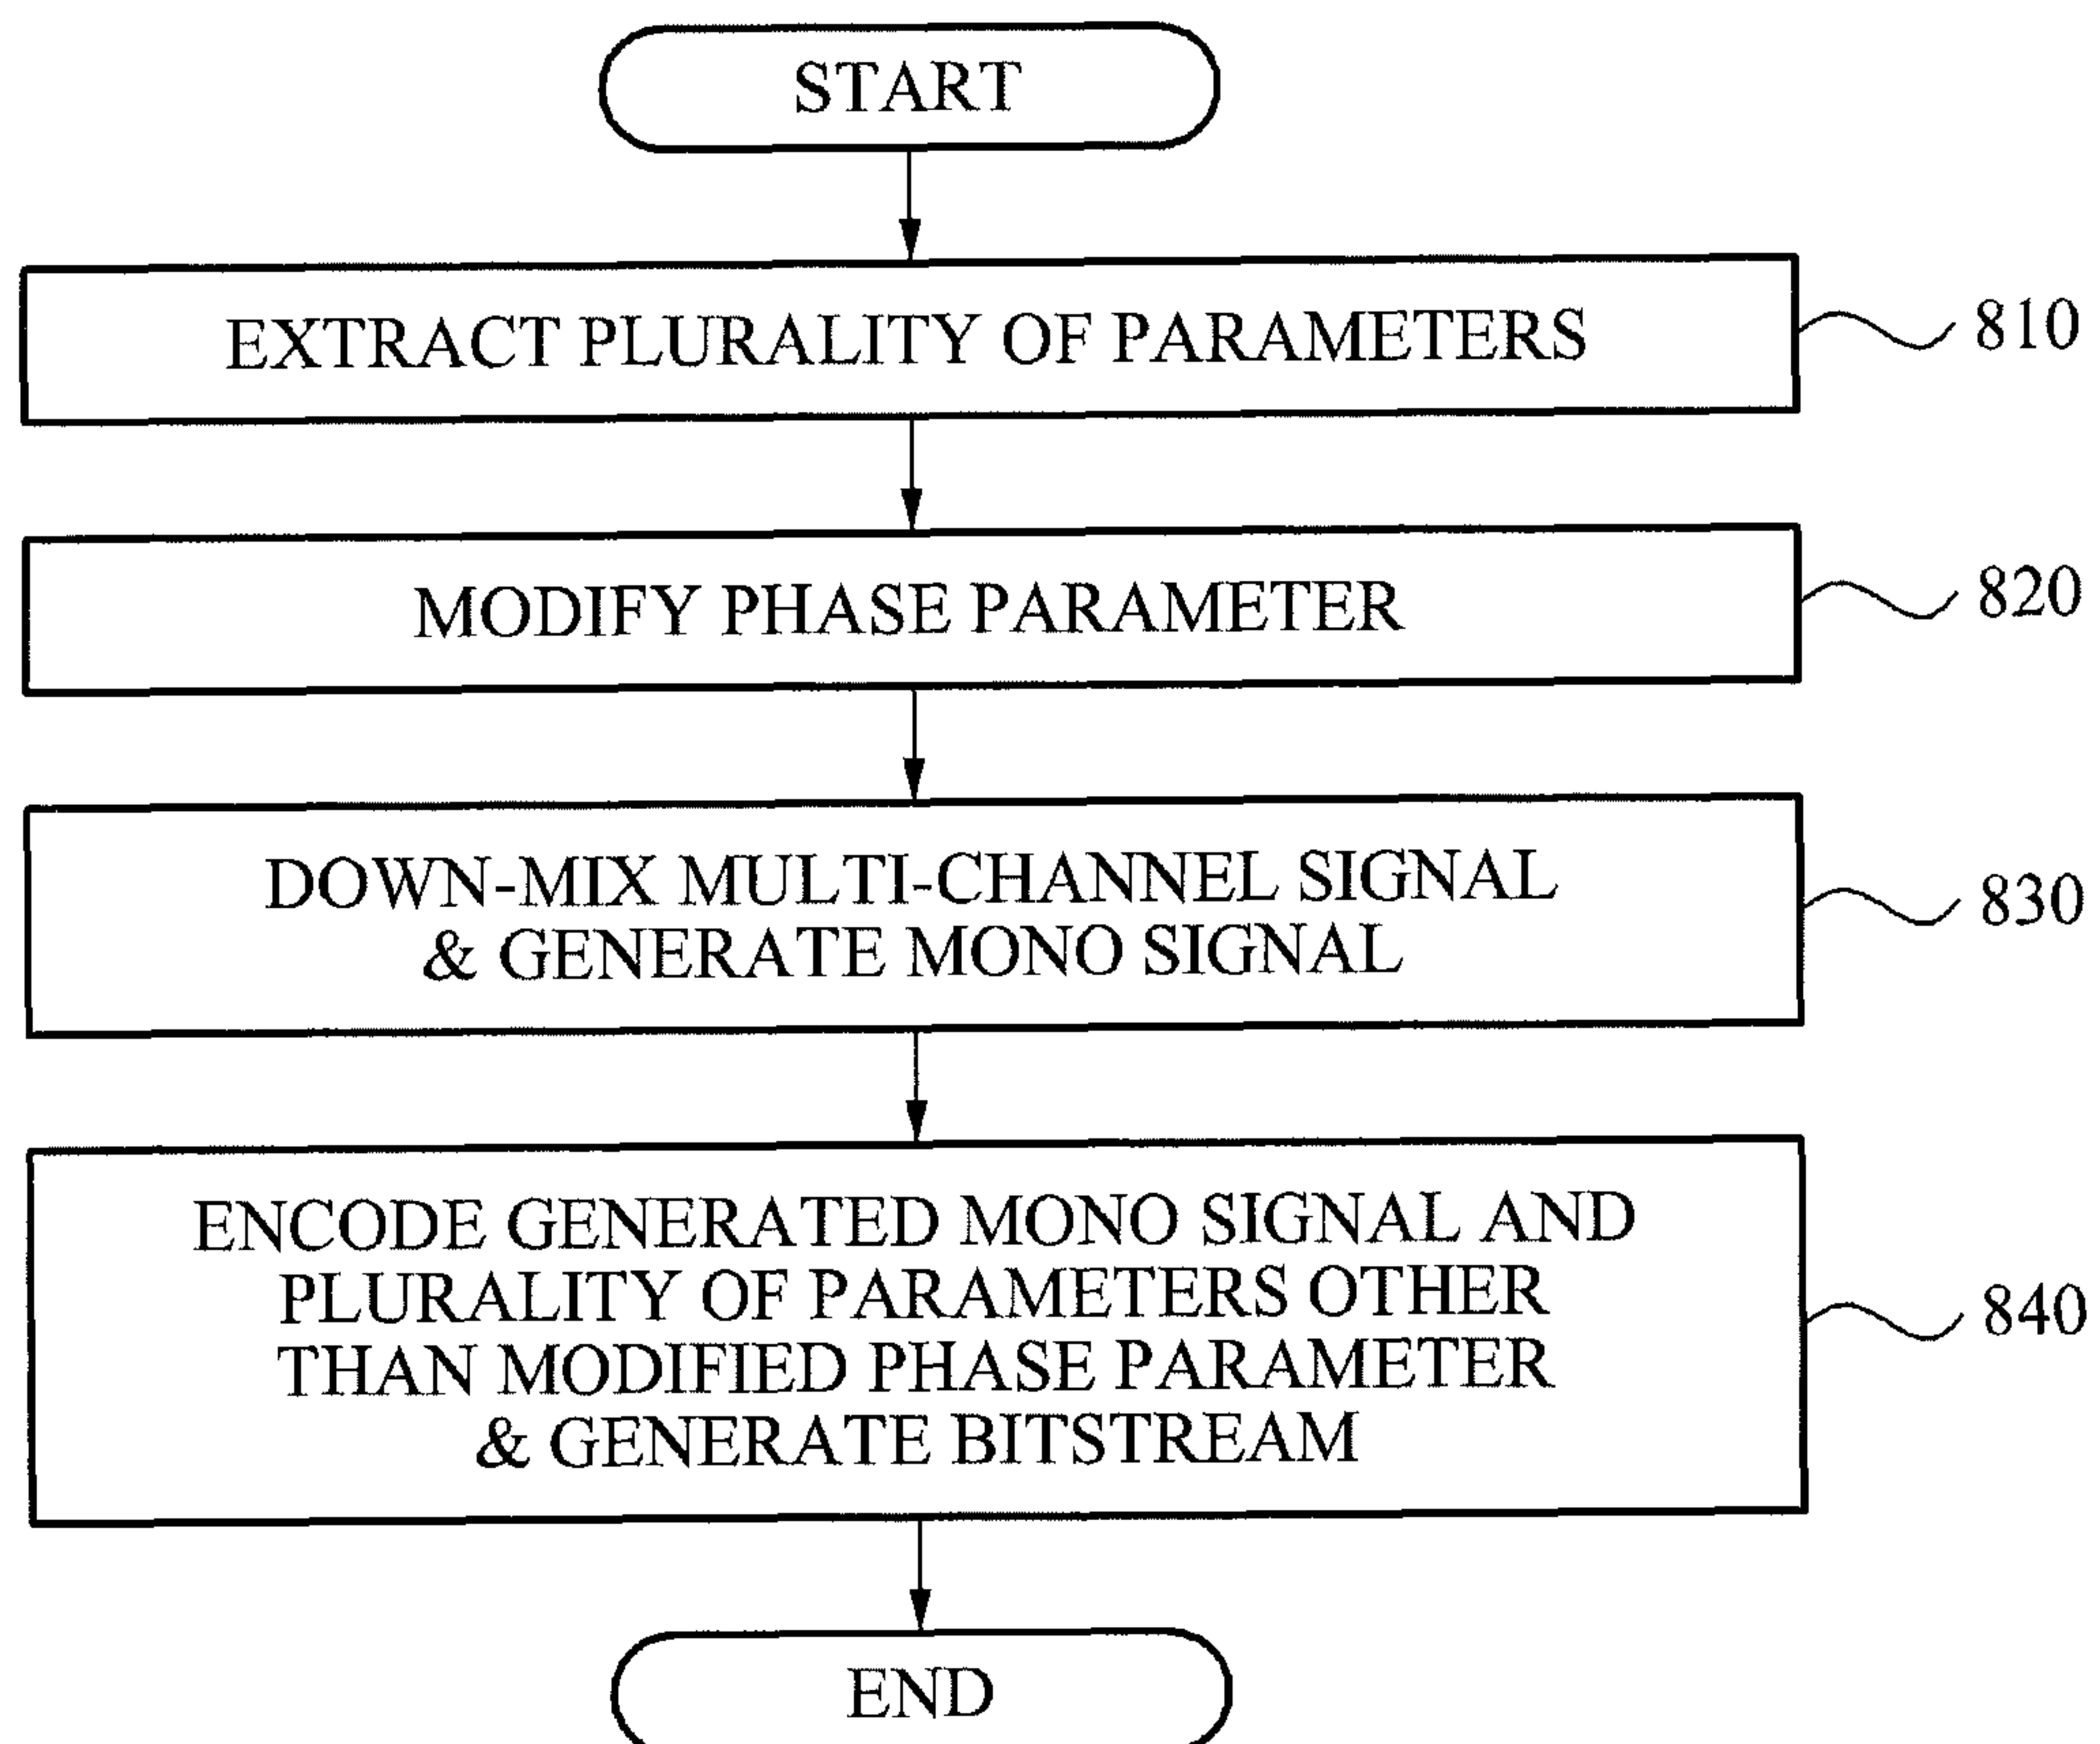 START
EXTRACT PLURALITY OF PARAMETERS
810
MODIFY PHASE PARAMETER
820
DOWN-MIX MULTI-CHANNEL SIGNAL
& GENERATE MONO SIGNAL
830
ENCODE GENERATED MONO SIGNAL AND
PLURALITY OF PARAMETERS OTHER
THAN MODIFIED PHASE PARAMETER
& GENERATE BITSTREAM
840
END